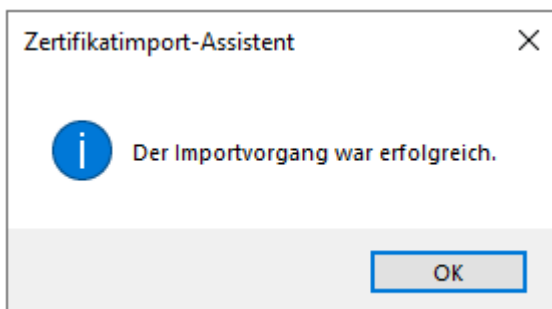 Zertifikatimport-Assistent
Der Importvorgang war erfolgreich.
OK